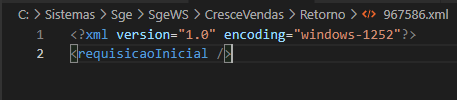 C: > Sistemas > Sge > SgeWS > CresceVendas > Retorno > 967586.xml
1 <?xml version="1.0" encoding="windows-1252"?>
2 <requisicaoInicial />